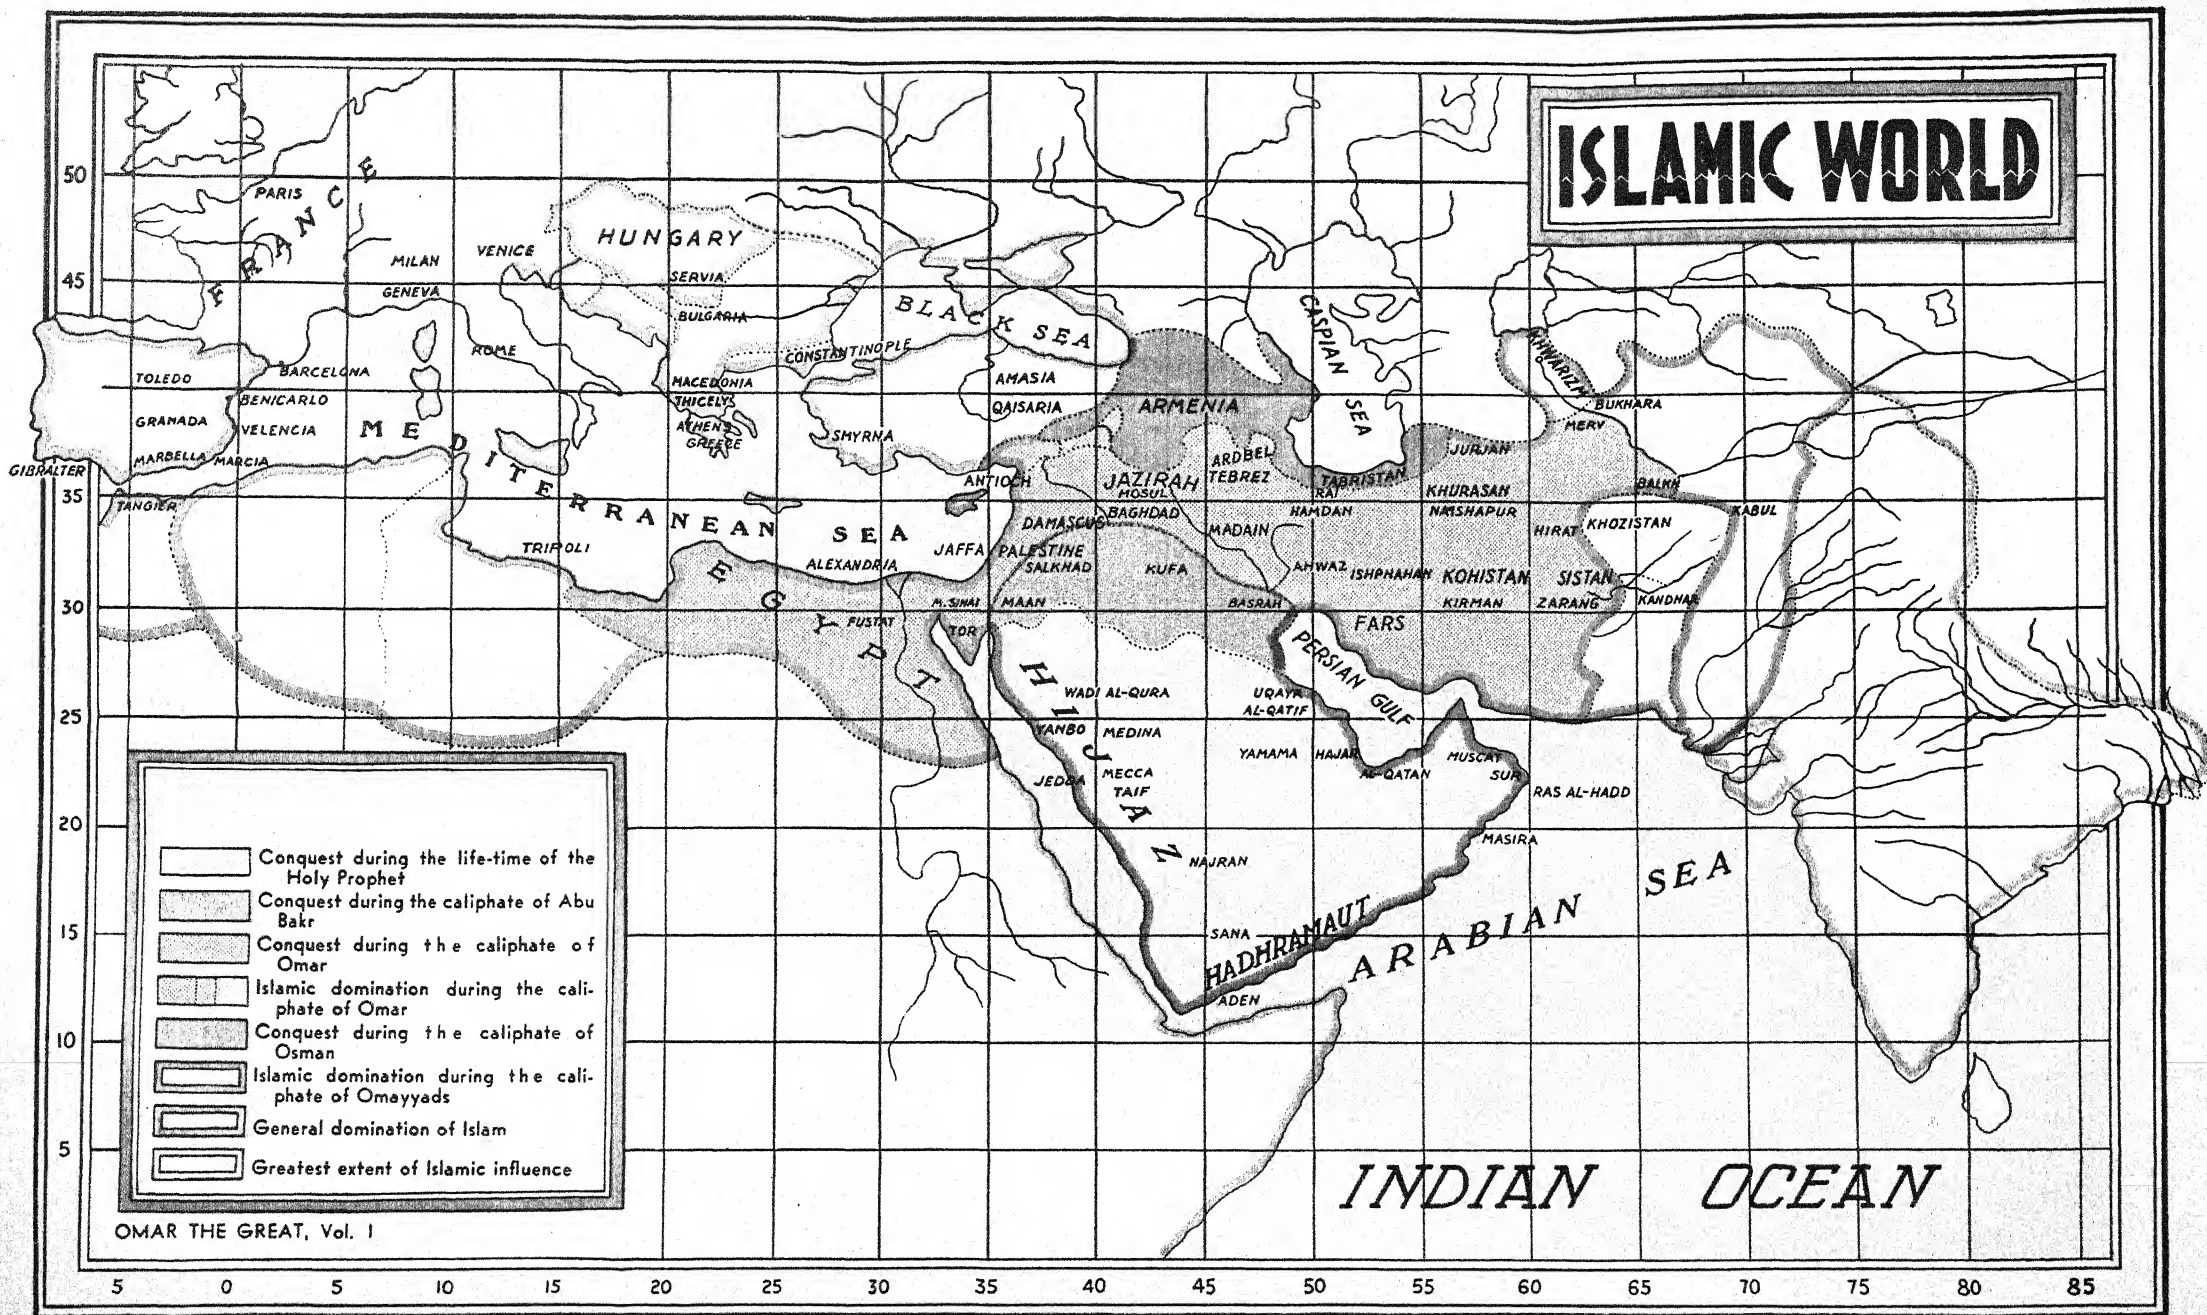 ISLAMIC WORLD
50
45
35
30
25
20
15
10
5
PARIS
FRANCE
MILAN
GENEVA
VENICE
HUNGARY
SERVIA
BULGARIA
BLACK SEA
CASPIAN SEA
CONSTANTINOPLE
ROME
BARCELONA
TOLEDO
BENICARLO
GRANADA
VELENCIA
MARBELLA
MARCIA
GIBRALTER
TANGIER
MEDITERRANEAN SEA
MACEDONIA
THICELYS
ATHENS
GREECE
SMYRNA
AMASIA
QAISARIA
ARMENIA
KHWARIZM
BUKHARA
MERV
ANTIOCH
JAZIRAH
MOSUL
BAGHDAD
ARDBEL
TEBREZ
TABRISTAN
RAI
HAMDAN
JURJAN
KHURASAN
NAISHAPUR
BALKH
HIRAT
KHOZISTAN
KABUL
DAMASCUS
MADAIN
TRIPOLI
JAFFA
PALESTINE
ALEXANDRIA
SALKHAD
KUFA
AHWAZ
ISHPHAHAN
KOHISTAN
SISTAN
EGYPT
M. SINAI
MAAN
BASRAH
KIRMAN
ZARANG
KANDHAR
FUSTAT
TOR
FARS
PERSIAN GULF
HIJAZ
WADI AL-QURA
UQAYR
AL-QATIF
YANBO
MEDINA
YAMAMA
HAJAR
MUSCAT
JEDDA
MECCA
TAIF
AL-QATAN
SUR
RAS AL-HADD
MASIRA
NAJRAN
SANA
HADHRAMAUT
ADEN
ARABIAN SEA
INDIAN OCEAN
Conquest during the life-time of the
Holy Prophet
Conquest during the caliphate of Abu
Bakr
Conquest during the caliphate of
Omar
Islamic domination during the cali-
phate of Omar
Conquest during the caliphate of
Osman
Islamic domination during the cali-
phate of Omayyads
General domination of Islam
Greatest extent of Islamic influence
OMAR THE GREAT, Vol. I
5 0 5 10 15 20 25 30 35 40 45 50 55 60 65 70 75 80 85